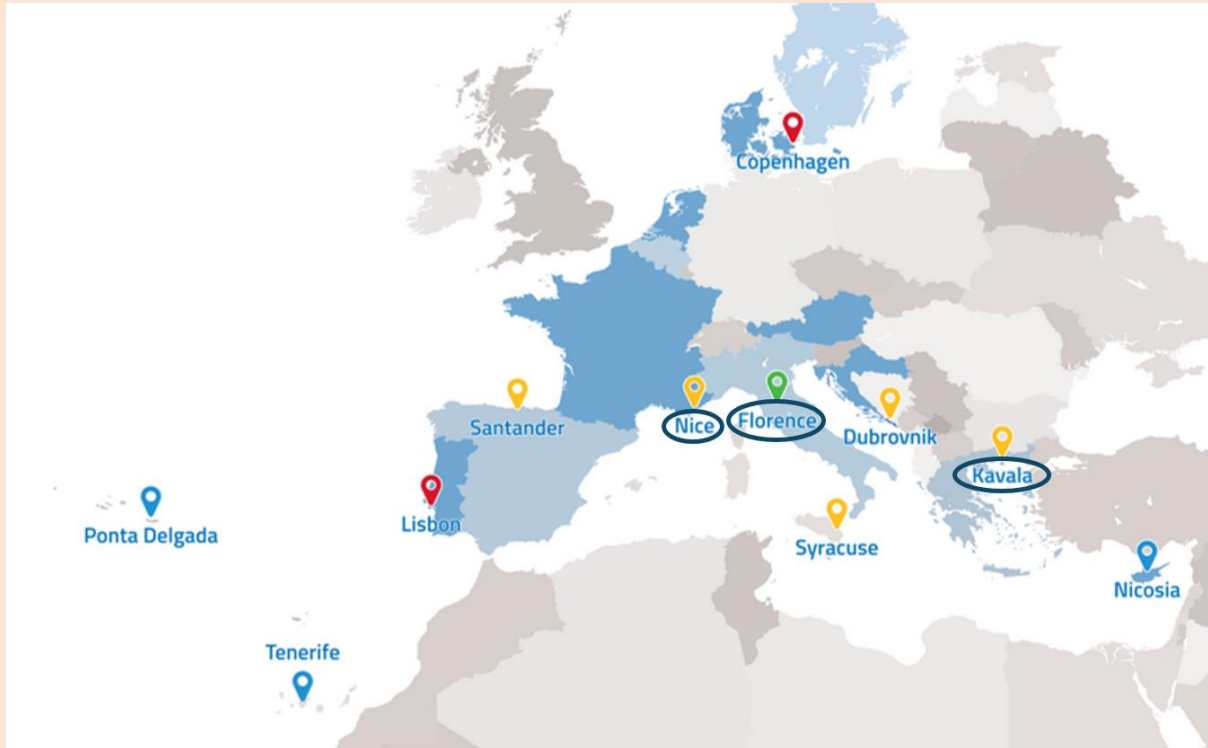 Copenhagen
Santander
Nice
Florence
Dubrovnik
Kavala
Lisbon
Ponta Delgada
Syracuse
Nicosia
Tenerife